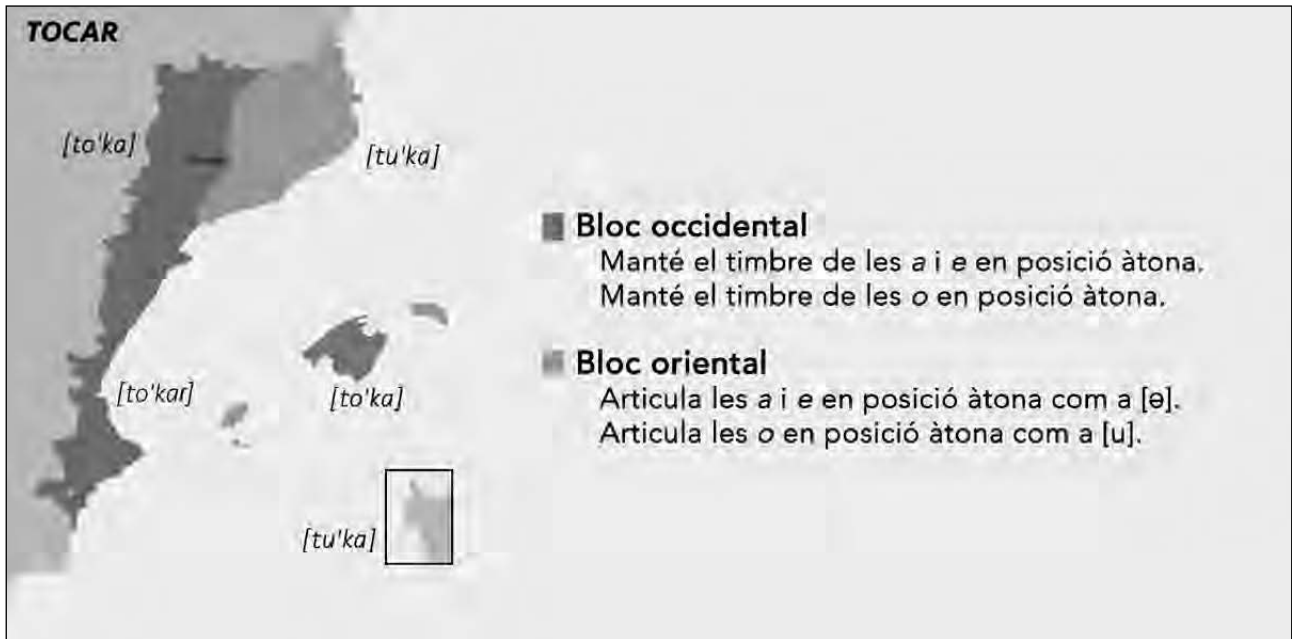 TOCAR
[to'ka]
[tu'ka]
Bloc occidental
Manté el timbre de les a i e en posició àtona.
Manté el timbre de les o en posició àtona.
Bloc oriental
Articula les a i e en posició àtona com a [ɵ].
Articula les o en posició àtona com a [u].
[to'kaɾ]
[to'ka]
[tu'ka]